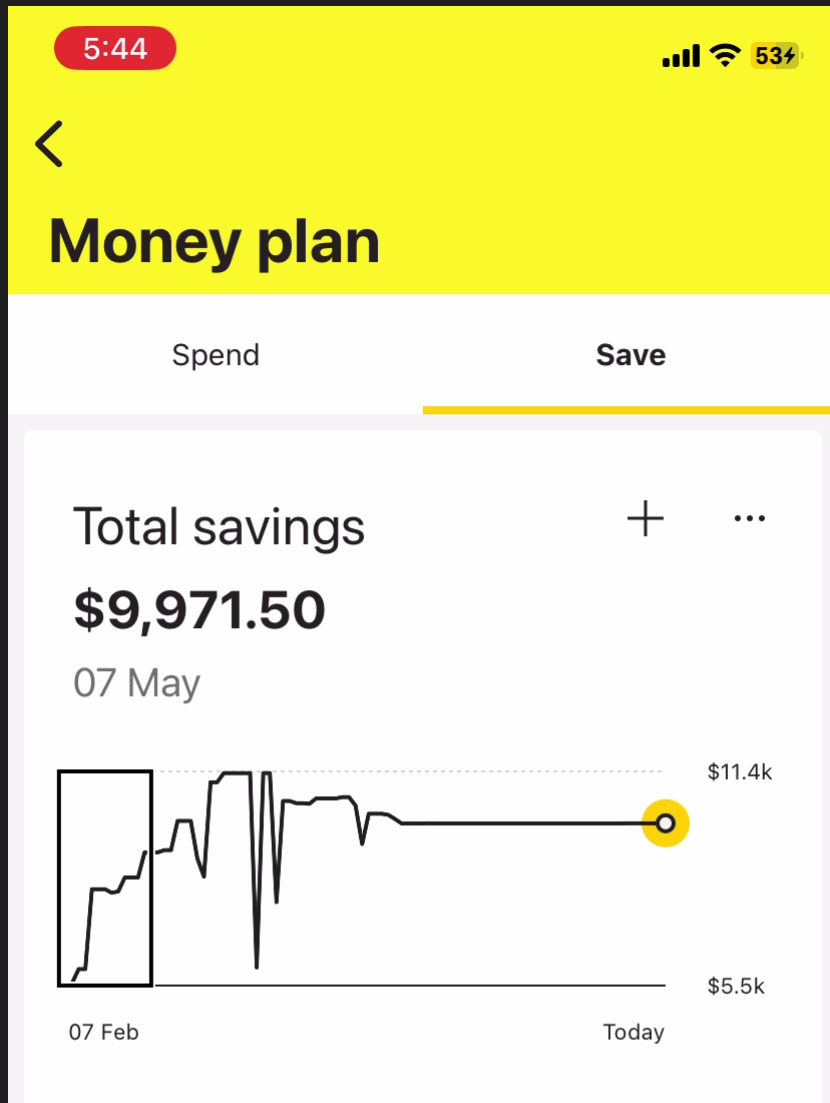 5:44
53
Money plan
Spend
Save
Total savings
$9,971.50
07 May
$11.4k
$5.5k
07 Feb
Today